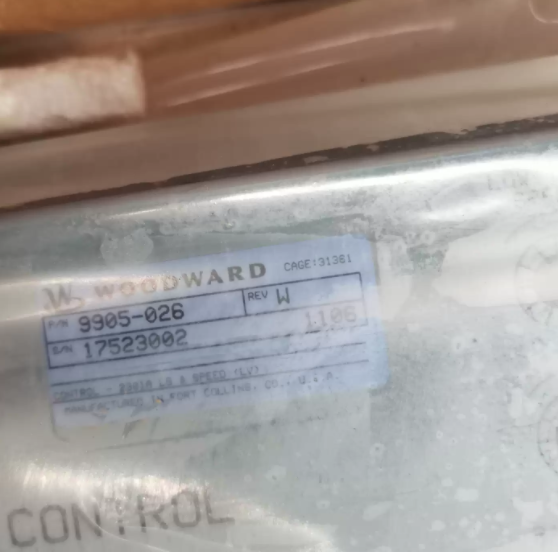 W WOODWARD CAGE:31361
P/N 9905-026 REV W
S/N 17523002 1106
CONTROL - 2301A LS & SPEED (LV)
MANUFACTURED IN FORT COLLINS, CO., U.S.A.
CONTROL